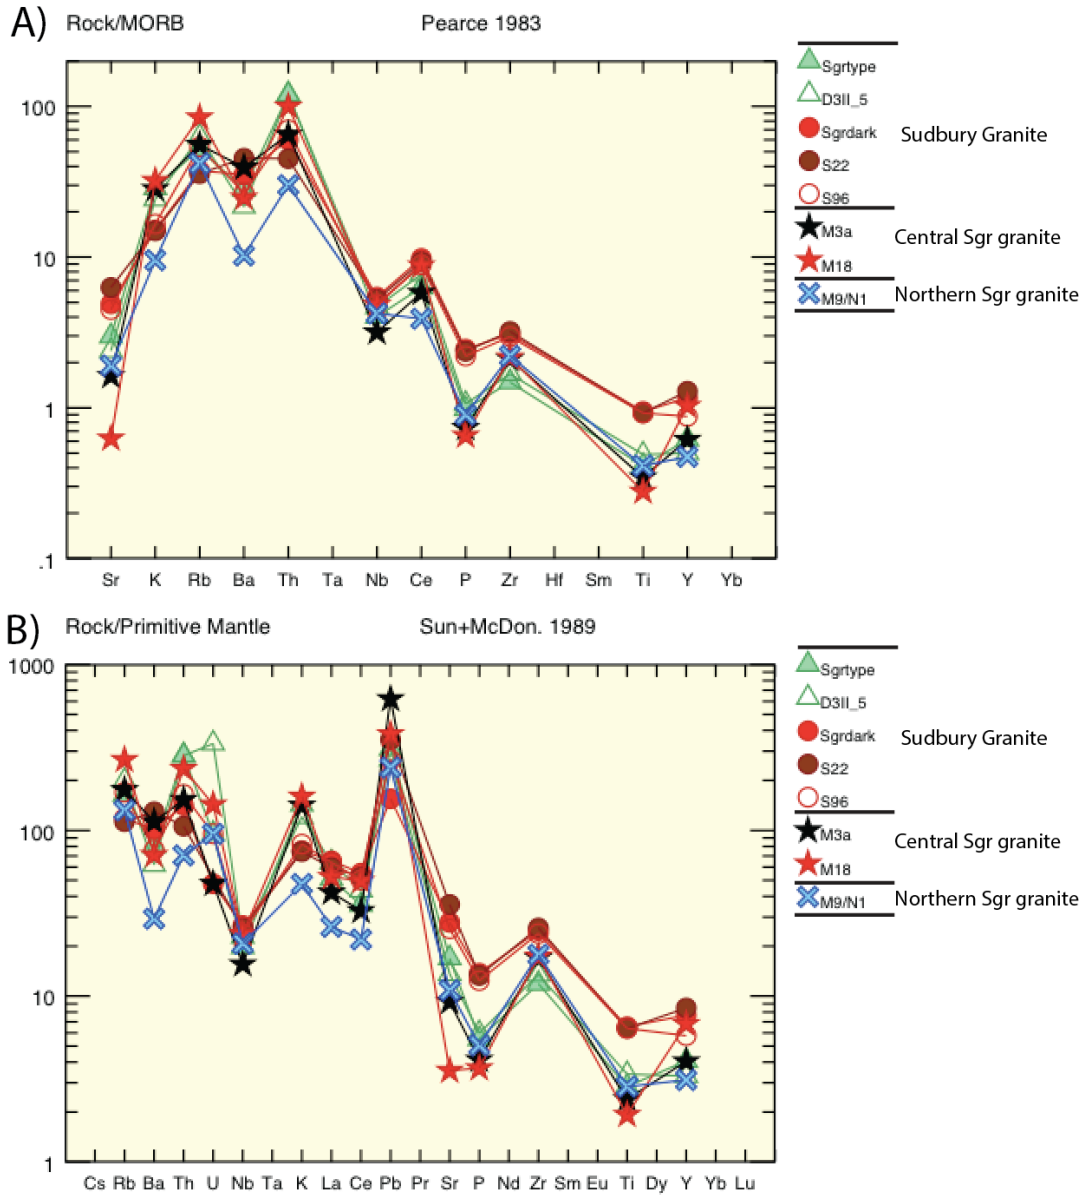 A)
Rock/MORB Pearce 1983
100
10
1
.1
Sr K Rb Ba Th Ta Nb Ce P Zr Hf Sm Ti Y Yb
Sgrtype
D3II_5
Sgrdark
Sudbury Granite
S22
S96
M3a
Central Sgr granite
M18
M9/N1 Northern Sgr granite
B)
Rock/Primitive Mantle Sun+McDon. 1989
1000
100
10
1
Cs Rb Ba Th U Nb Ta K La Ce Pb Pr Sr P Nd Zr Sm Eu Ti Dy Y Yb Lu
Sgrtype
D3II_5
Sgrdark
Sudbury Granite
S22
S96
M3a
Central Sgr granite
M18
M9/N1 Northern Sgr granite